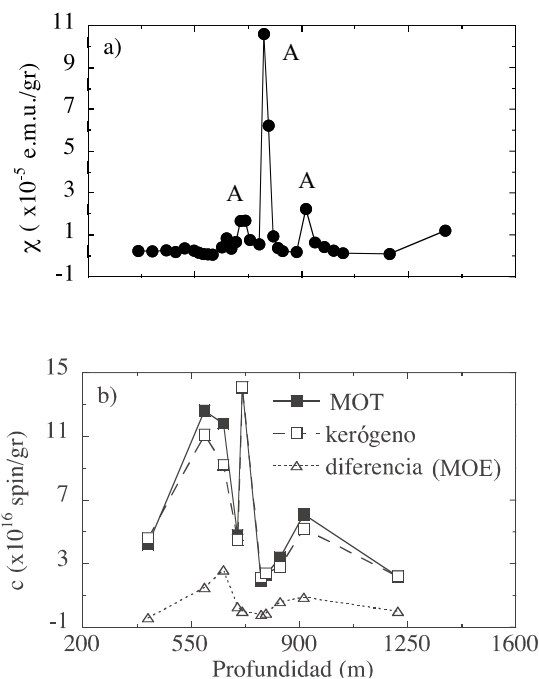 11
a)
A
9
7
5
A
A
3
1
-1
χ ( x10⁻⁵ e.m.u./gr)
15
b)
MOT
11
kerógeno
diferencia (MOE)
7
3
-1
c (x10¹⁶ spin/gr)
200 550 900 1250 1600
Profundidad (m)